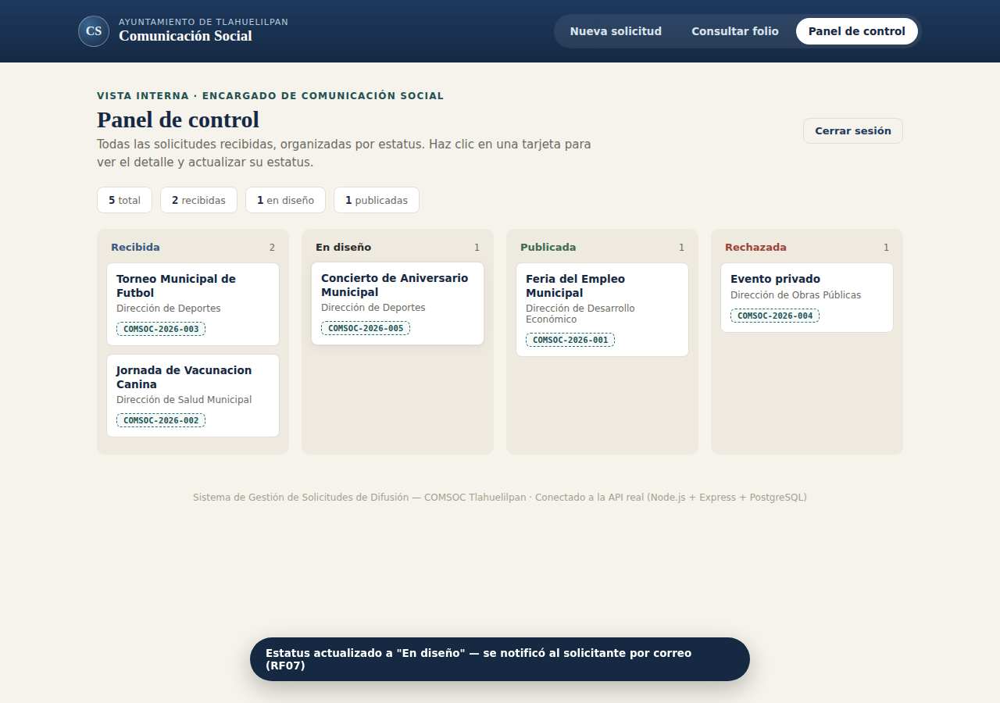 CS
AYUNTAMIENTO DE TLAHUELILPAN
Comunicación Social
Nueva solicitud
Consultar folio
Panel de control
VISTA INTERNA · ENCARGADO DE COMUNICACIÓN SOCIAL
Panel de control
Todas las solicitudes recibidas, organizadas por estatus. Haz clic en una tarjeta para
ver el detalle y actualizar su estatus.
Cerrar sesión
5 total
2 recibidas
1 en diseño
1 publicadas
Recibida 2
Torneo Municipal de
Futbol
Dirección de Deportes
COMSOC-2026-003
Jornada de Vacunacion
Canina
Dirección de Salud Municipal
COMSOC-2026-002
En diseño 1
Concierto de Aniversario
Municipal
Dirección de Deportes
COMSOC-2026-005
Publicada 1
Feria del Empleo
Municipal
Dirección de Desarrollo
Económico
COMSOC-2026-001
Rechazada 1
Evento privado
Dirección de Obras Públicas
COMSOC-2026-004
Sistema de Gestión de Solicitudes de Difusión — COMSOC Tlahuelilpan · Conectado a la API real (Node.js + Express + PostgreSQL)
Estatus actualizado a "En diseño" — se notificó al solicitante por correo
(RF07)